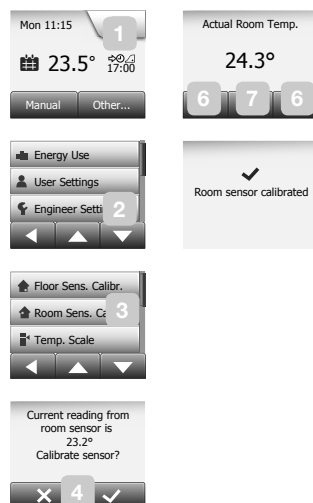 Mon 11:15
1
23.5°
17:00
Manual Other...
Energy Use
User Settings
Engineer Setti
2
Floor Sens. Calibr.
Room Sens. Ca
3
Temp. Scale
Current reading from
room sensor is
23.2°
Calibrate sensor?
4
Actual Room Temp.
24.3°
6 7 6
Room sensor calibrated